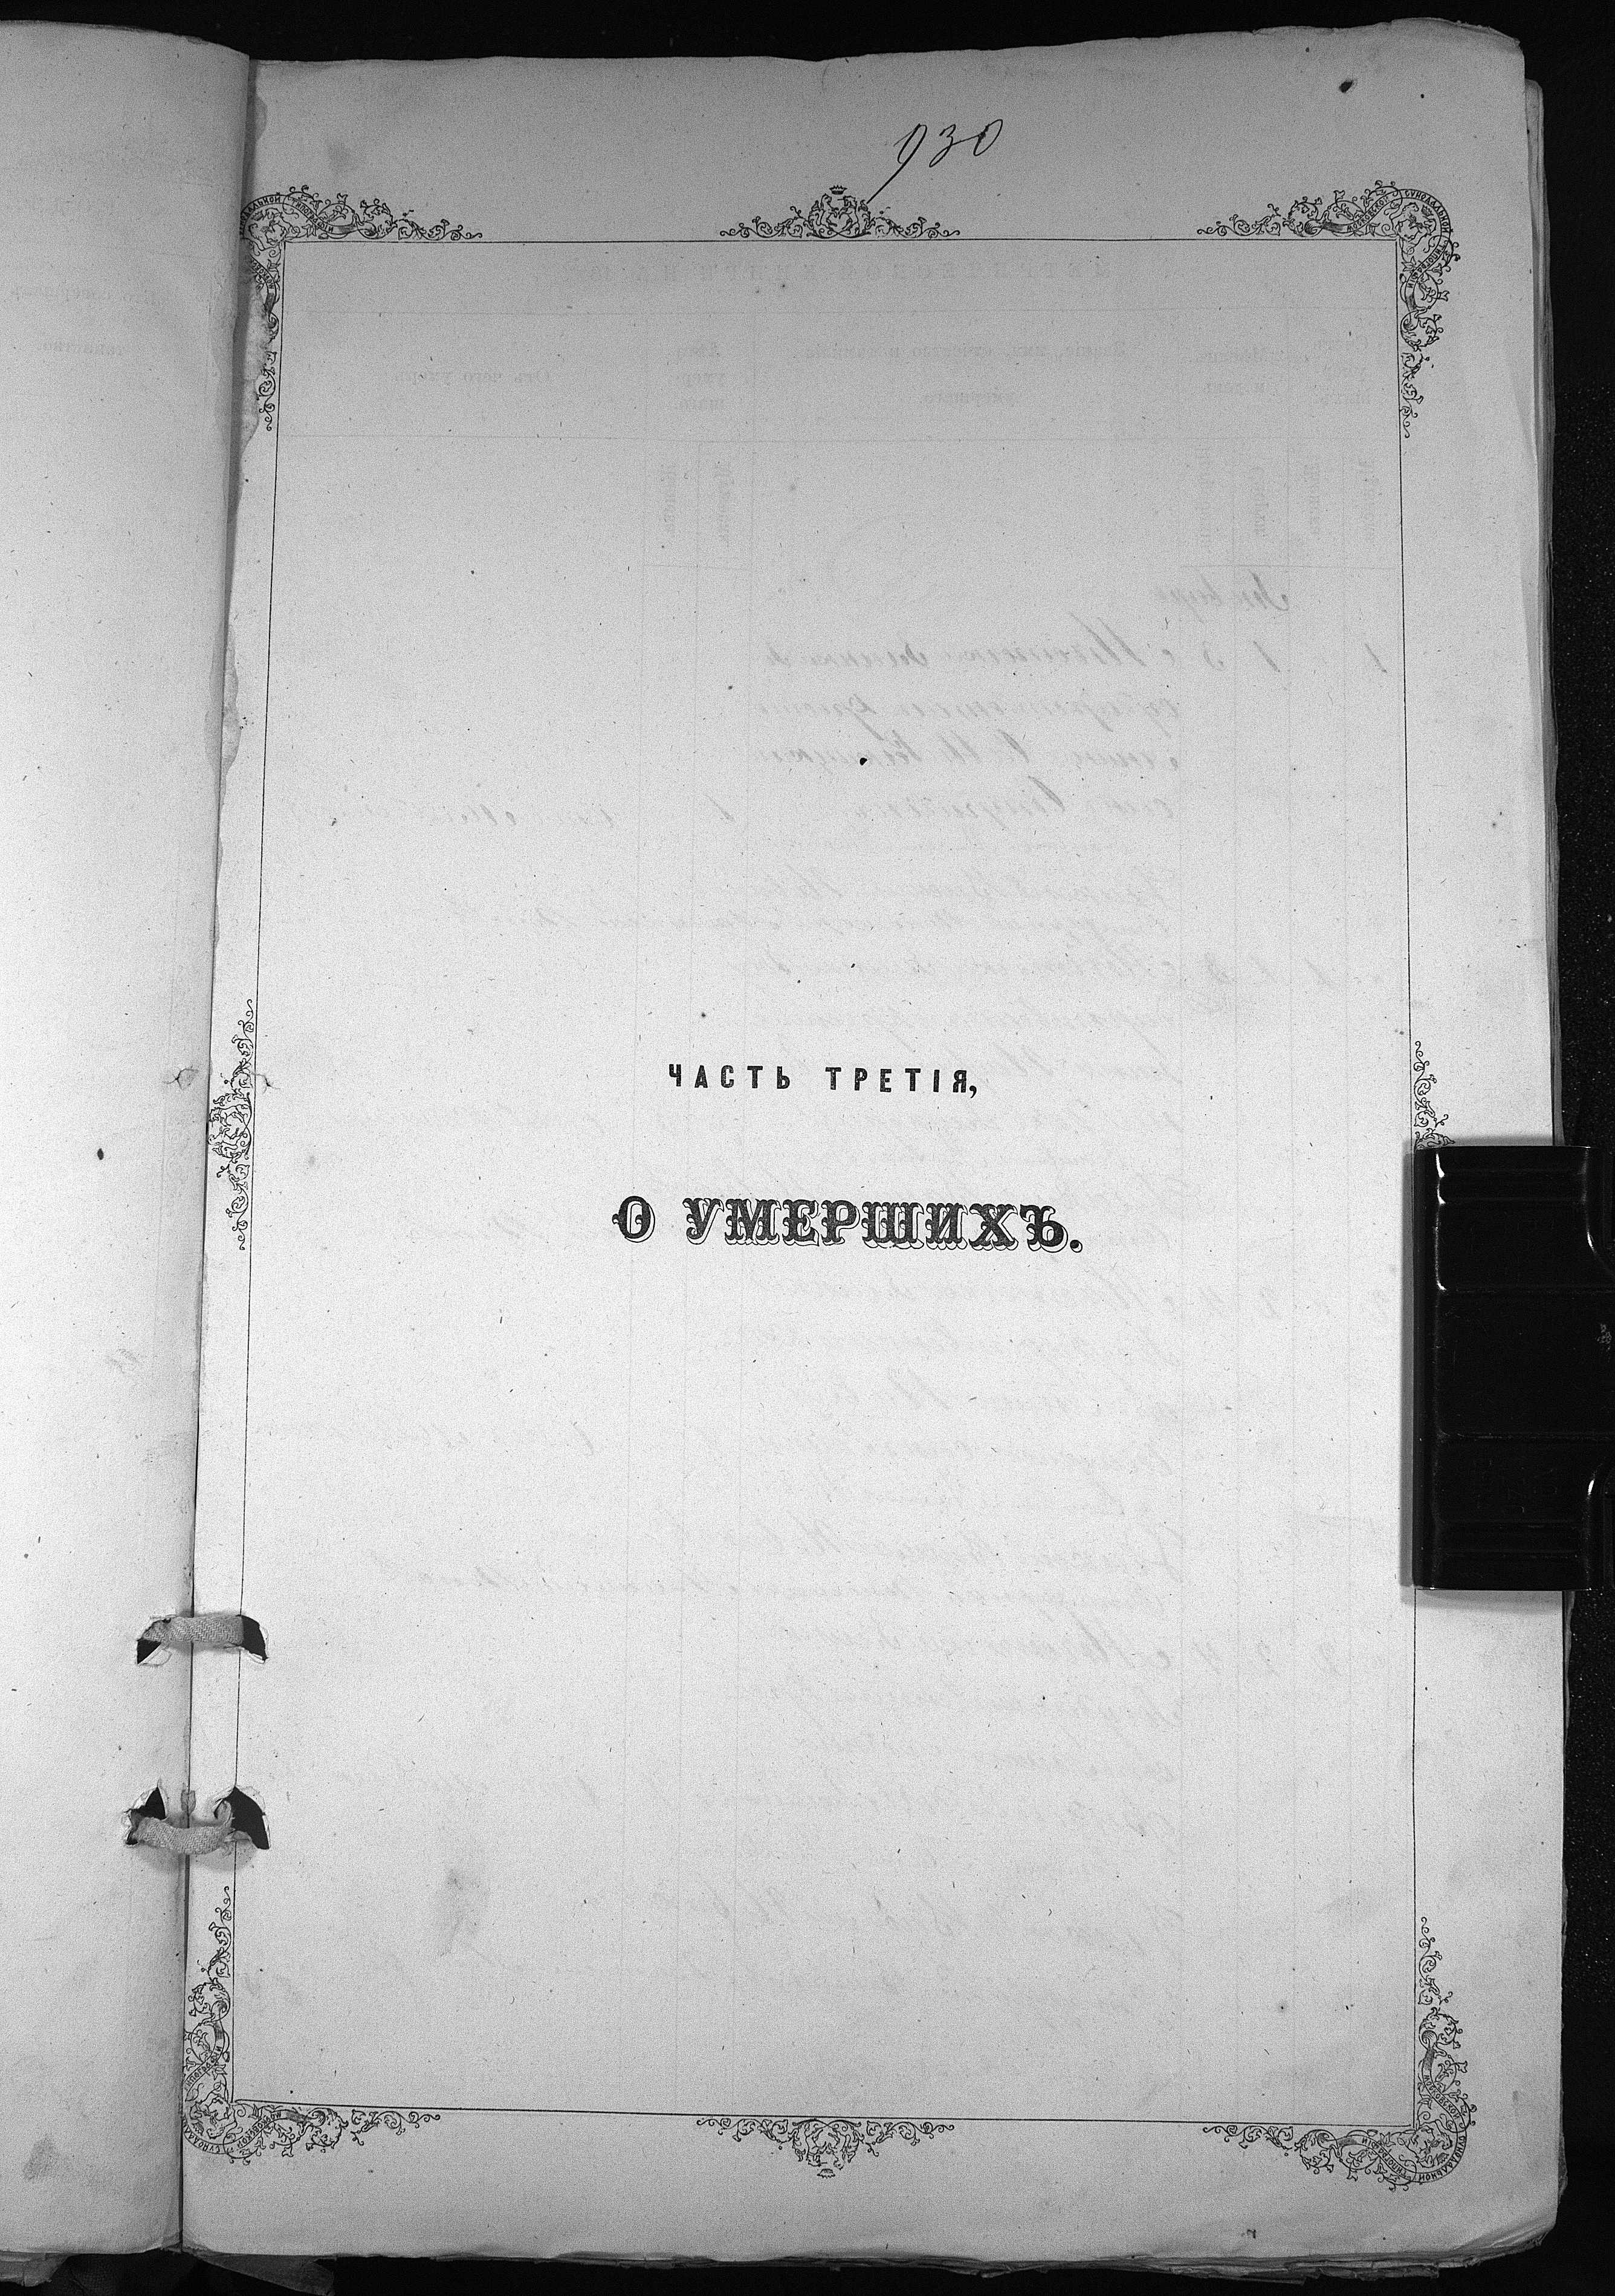 930
ЧАСТЬ ТРЕТІЯ,
О УМЕРШИХЪ.